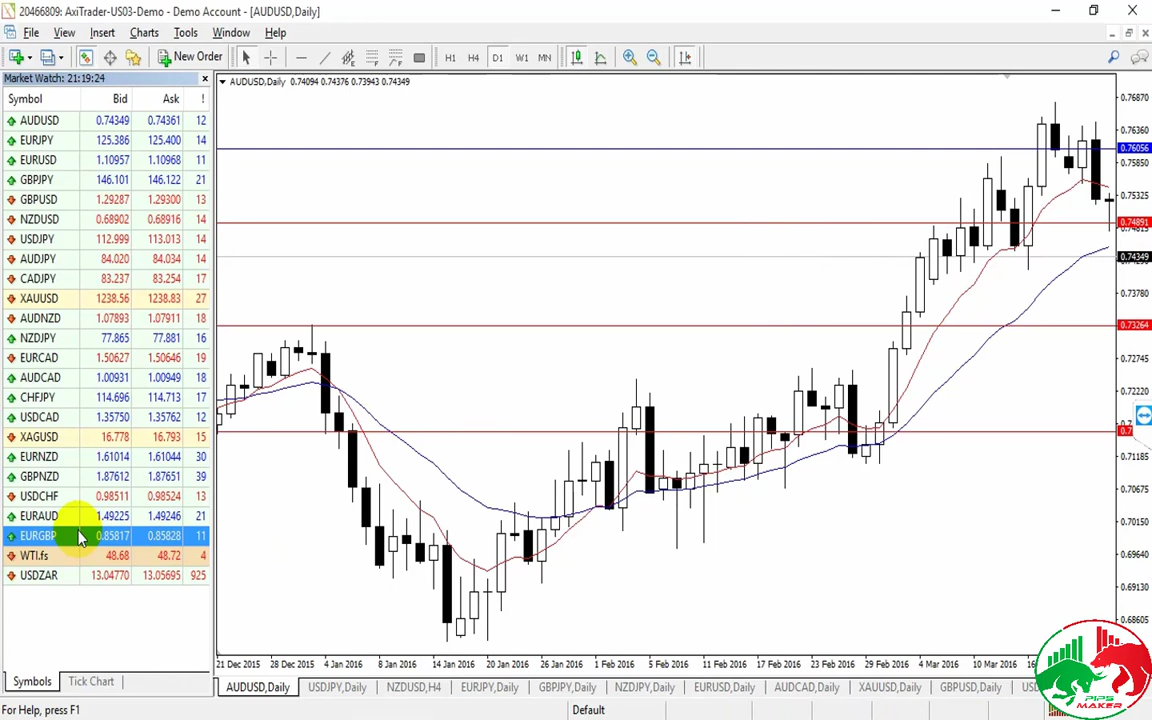 20466809: AxiTrader-US03-Demo - Demo Account - [AUDUSD,Daily]
File View Insert Charts Tools Window Help
New Order H1 H4 D1 W1 MN
Market Watch: 21:19:24
Symbol Bid Ask !
AUDUSD 0.74349 0.74361 12
EURJPY 125.386 125.400 14
EURUSD 1.10957 1.10968 11
GBPJPY 146.101 146.122 21
GBPUSD 1.29287 1.29300 13
NZDUSD 0.68902 0.68916 14
USDJPY 112.999 113.013 14
AUDJPY 84.020 84.034 14
CADJPY 83.237 83.254 17
XAUUSD 1238.56 1238.83 27
AUDNZD 1.07893 1.07911 18
NZDJPY 77.865 77.881 16
EURCAD 1.50627 1.50646 19
AUDCAD 1.00931 1.00949 18
CHFJPY 114.696 114.713 17
USDCAD 1.35750 1.35762 12
XAGUSD 16.778 16.793 15
EURNZD 1.61014 1.61044 30
GBPNZD 1.87612 1.87651 39
USDCHF 0.98511 0.98524 13
EURAUD 1.49225 1.49246 21
EURGBP 0.85817 0.85828 11
WTI.fs 48.68 48.72 4
USDZAR 13.04770 13.05695 925
Symbols Tick Chart
AUDUSD,Daily 0.74094 0.74376 0.73943 0.74349
0.76870
0.76360
0.76056
0.75850
0.75325
0.74891
0.74815
0.74349
0.73780
0.73264
0.72745
0.72220
0.71185
0.70675
0.70150
0.69640
0.69130
0.68605
21 Dec 2015 28 Dec 2015 4 Jan 2016 8 Jan 2016 14 Jan 2016 20 Jan 2016 26 Jan 2016 1 Feb 2016 5 Feb 2016 11 Feb 2016 17 Feb 2016 23 Feb 2016 29 Feb 2016 4 Mar 2016 10 Mar 2016
AUDUSD,Daily USDJPY,Daily NZDUSD,H4 EURJPY,Daily GBPJPY,Daily NZDJPY,Daily EURUSD,Daily AUDCAD,Daily XAUUSD,Daily GBPUSD,Daily
For Help, press F1 Default
PIPS
MAKER